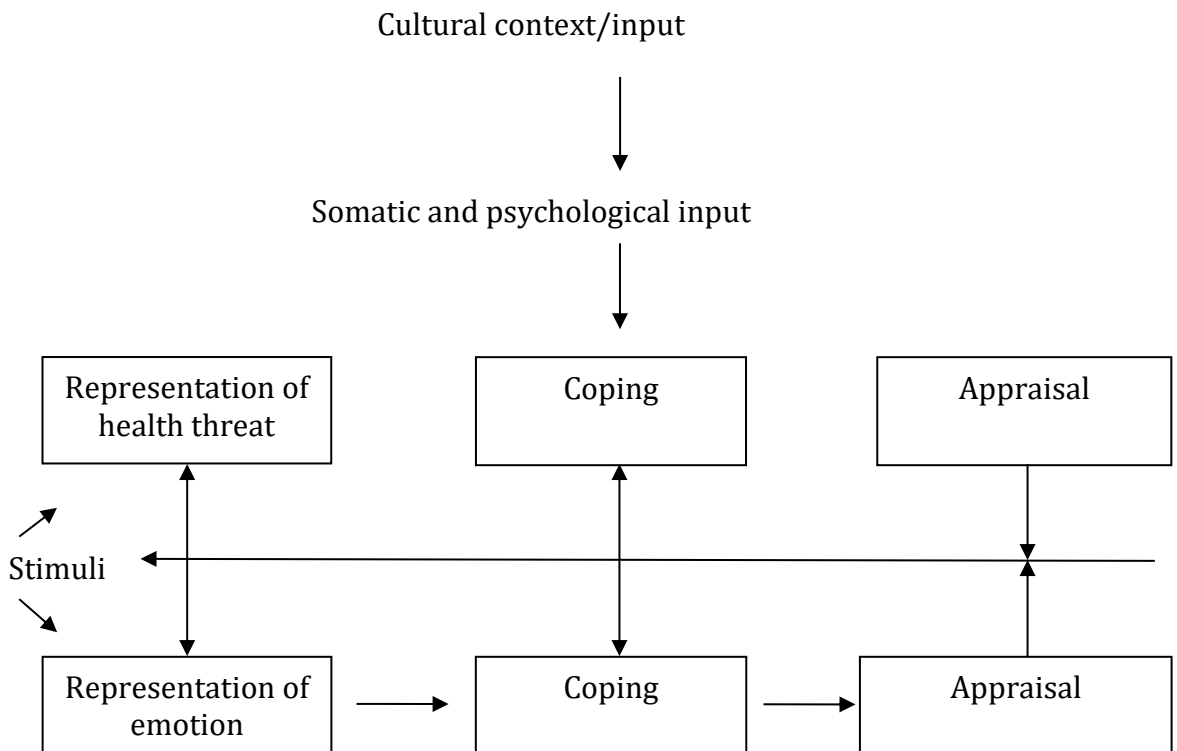 Cultural context/input
Somatic and psychological input
Representation of
health threat
Coping
Appraisal
Stimuli
Representation of
emotion
Coping
Appraisal